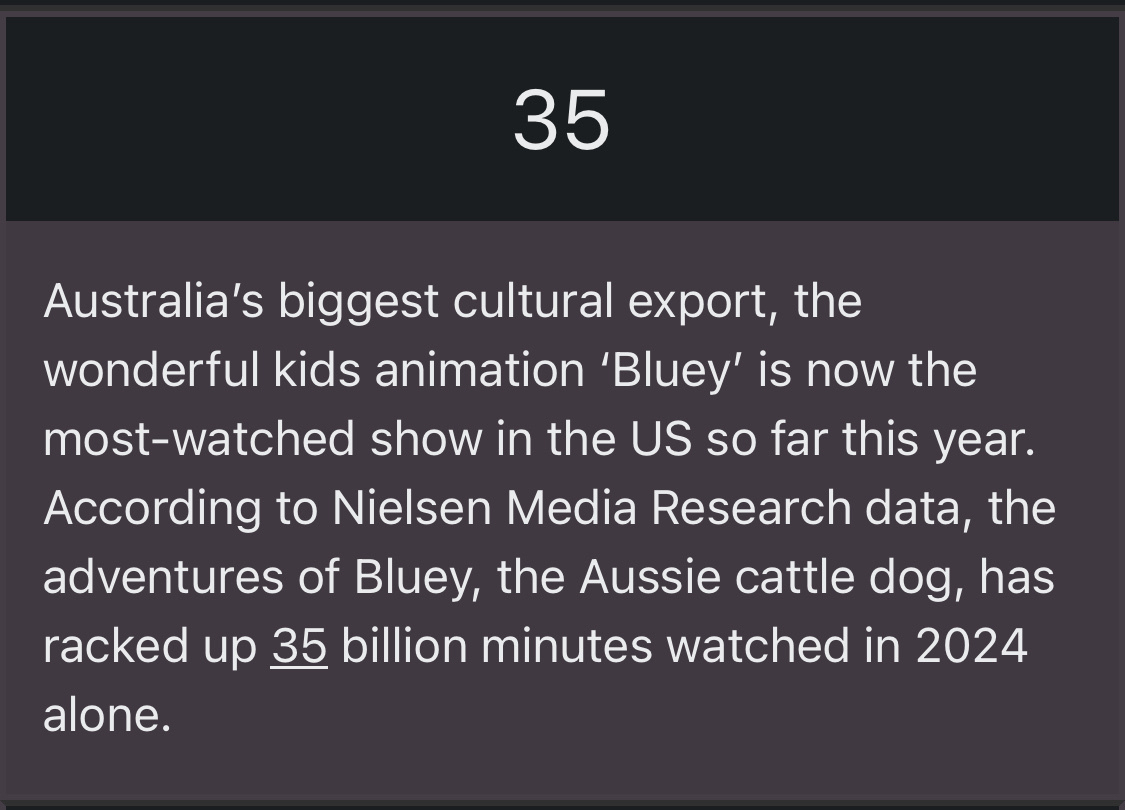 35
Australia’s biggest cultural export, the
wonderful kids animation ‘Bluey’ is now the
most-watched show in the US so far this year.
According to Nielsen Media Research data, the
adventures of Bluey, the Aussie cattle dog, has
racked up 35 billion minutes watched in 2024
alone.